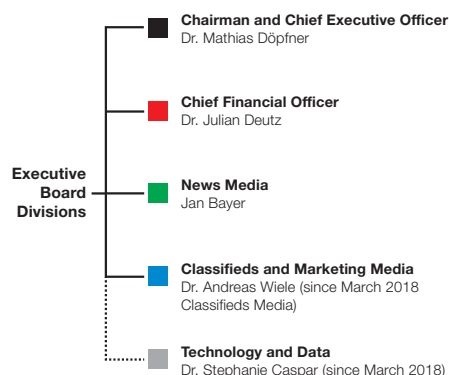 Chairman and Chief Executive Officer
Dr. Mathias Döpfner
Chief Financial Officer
Dr. Julian Deutz
Executive
Board
Divisions
News Media
Jan Bayer
Classifieds and Marketing Media
Dr. Andreas Wiele (since March 2018
Classifieds Media)
Technology and Data
Dr. Stephanie Caspar (since March 2018)